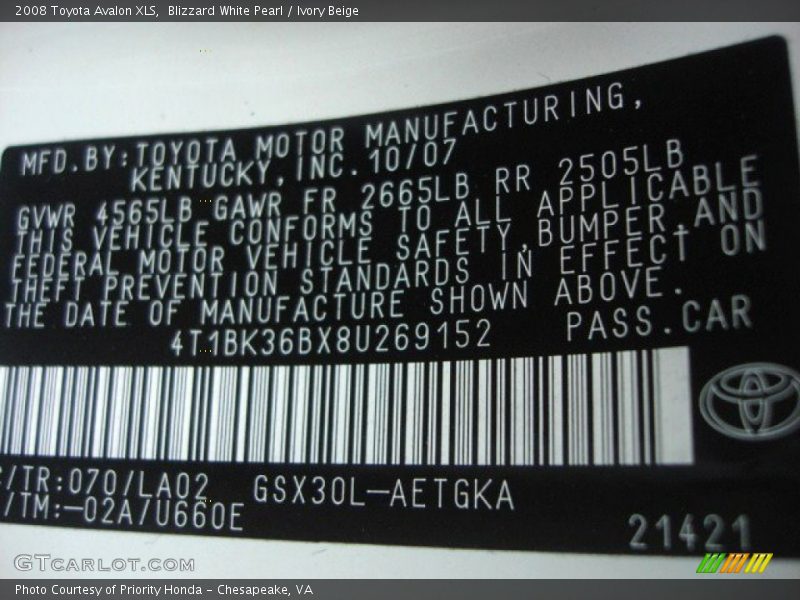 2008 Toyota Avalon XLS,  Blizzard White Pearl / Ivory Beige
MFD.BY:TOYOTA MOTOR MANUFACTURING,
KENTUCKY,INC.10/07
GVWR 4565LB GAWR FR 2665LB RR 2505LB
THIS VEHICLE CONFORMS TO ALL APPLICABLE
FEDERAL MOTOR VEHICLE SAFETY,BUMPER,AND
THEFT PREVENTION STANDARDS IN EFFECT ON
THE DATE OF MANUFACTURE SHOWN ABOVE.
4T1BK36BX8U269152 PASS.CAR
/TR:070/LA02 GSX30L-AETGKA
/TM:-02A/U660E
21421
GTCARLOT.COM
Photo Courtesy of Priority Honda - Chesapeake, VA